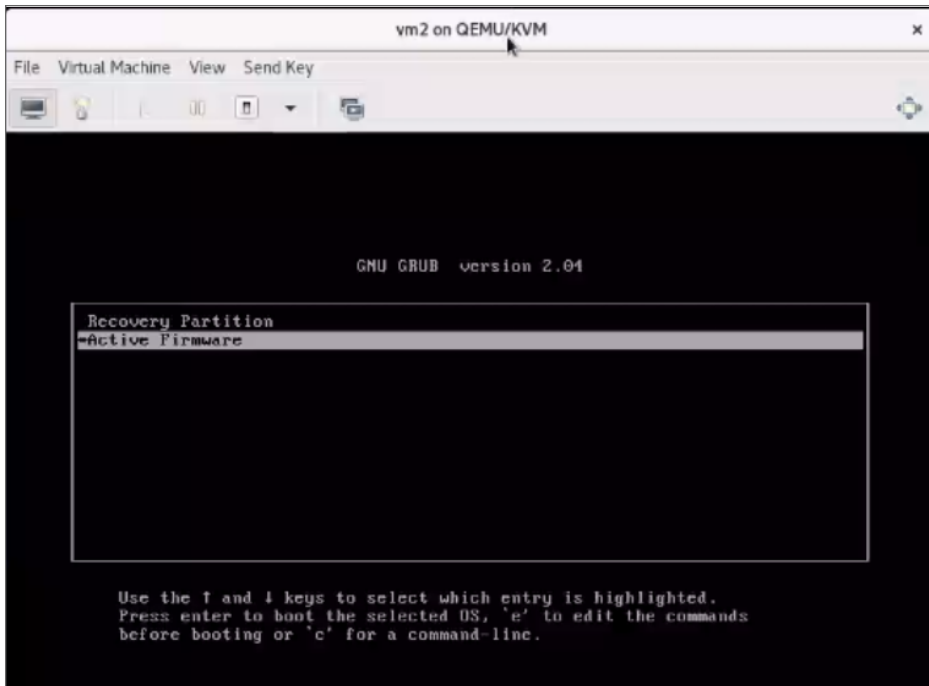 vm2 on QEMU/KVM
File Virtual Machine View Send Key
GNU GRUB version 2.04
Recovery Partition
Active Firmware
Use the ↑ and ↓ keys to select which entry is highlighted.
Press enter to boot the selected OS, `e' to edit the commands
before booting or `c' for a command-line.